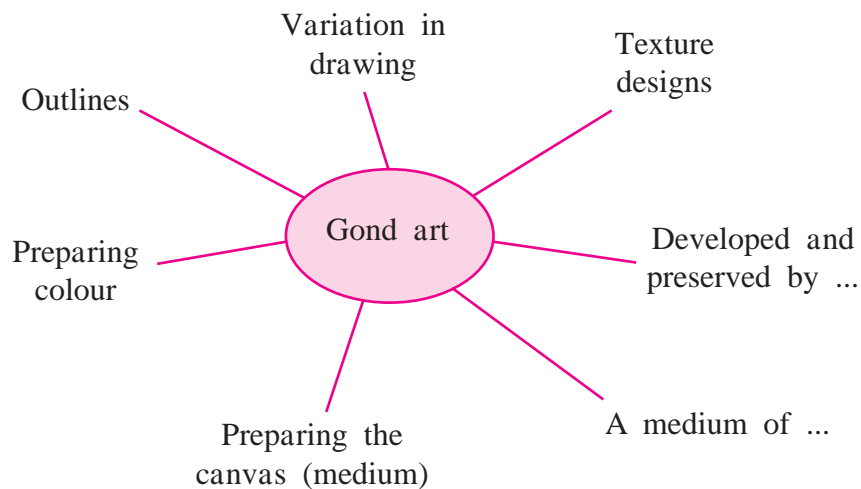 Variation in
drawing
Texture
designs
Outlines
Gond art
Developed and
preserved by ...
Preparing
colour
A medium of ...
Preparing the
canvas (medium)